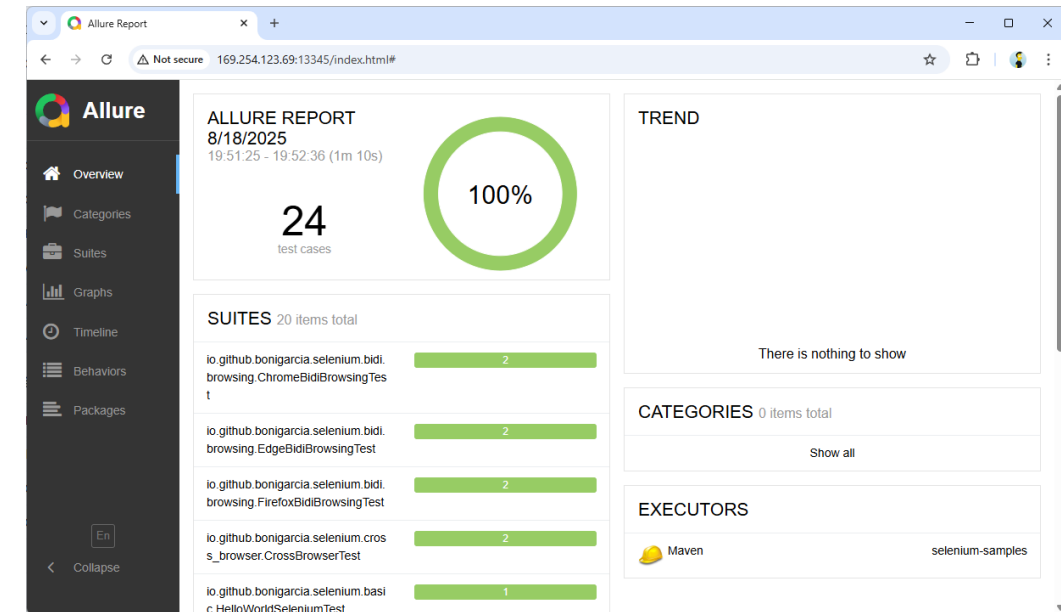 Allure Report
Not secure
169.254.123.69:13345/index.html#
Allure
Overview
Categories
Suites
Graphs
Timeline
Behaviors
Packages
En
Collapse
ALLURE REPORT
8/18/2025
19:51:25 - 19:52:36 (1m 10s)
24
test cases
100%
SUITES 20 items total
io.github.bonigarcia.selenium.bidi.
browsing.ChromeBidiBrowsingTes
t
2
io.github.bonigarcia.selenium.bidi.
browsing.EdgeBidiBrowsingTest
2
io.github.bonigarcia.selenium.bidi.
browsing.FirefoxBidiBrowsingTest
2
io.github.bonigarcia.selenium.cros
s_browser.CrossBrowserTest
2
io.github.bonigarcia.selenium.basi
c.HelloWorldSeleniumTest
1
TREND
There is nothing to show
CATEGORIES 0 items total
Show all
EXECUTORS
Maven
selenium-samples